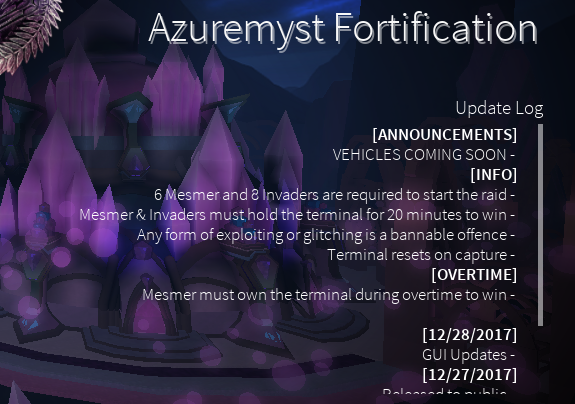 Azuremyst Fortification
Update Log
[ANNOUNCEMENTS]
VEHICLES COMING SOON -
[INFO]
6 Mesmer and 8 Invaders are required to start the raid -
Mesmer & Invaders must hold the terminal for 20 minutes to win -
Any form of exploiting or glitching is a bannable offence -
Terminal resets on capture -
[OVERTIME]
Mesmer must own the terminal during overtime to win -
[12/28/2017]
GUI Updates -
[12/27/2017]
Released to public -